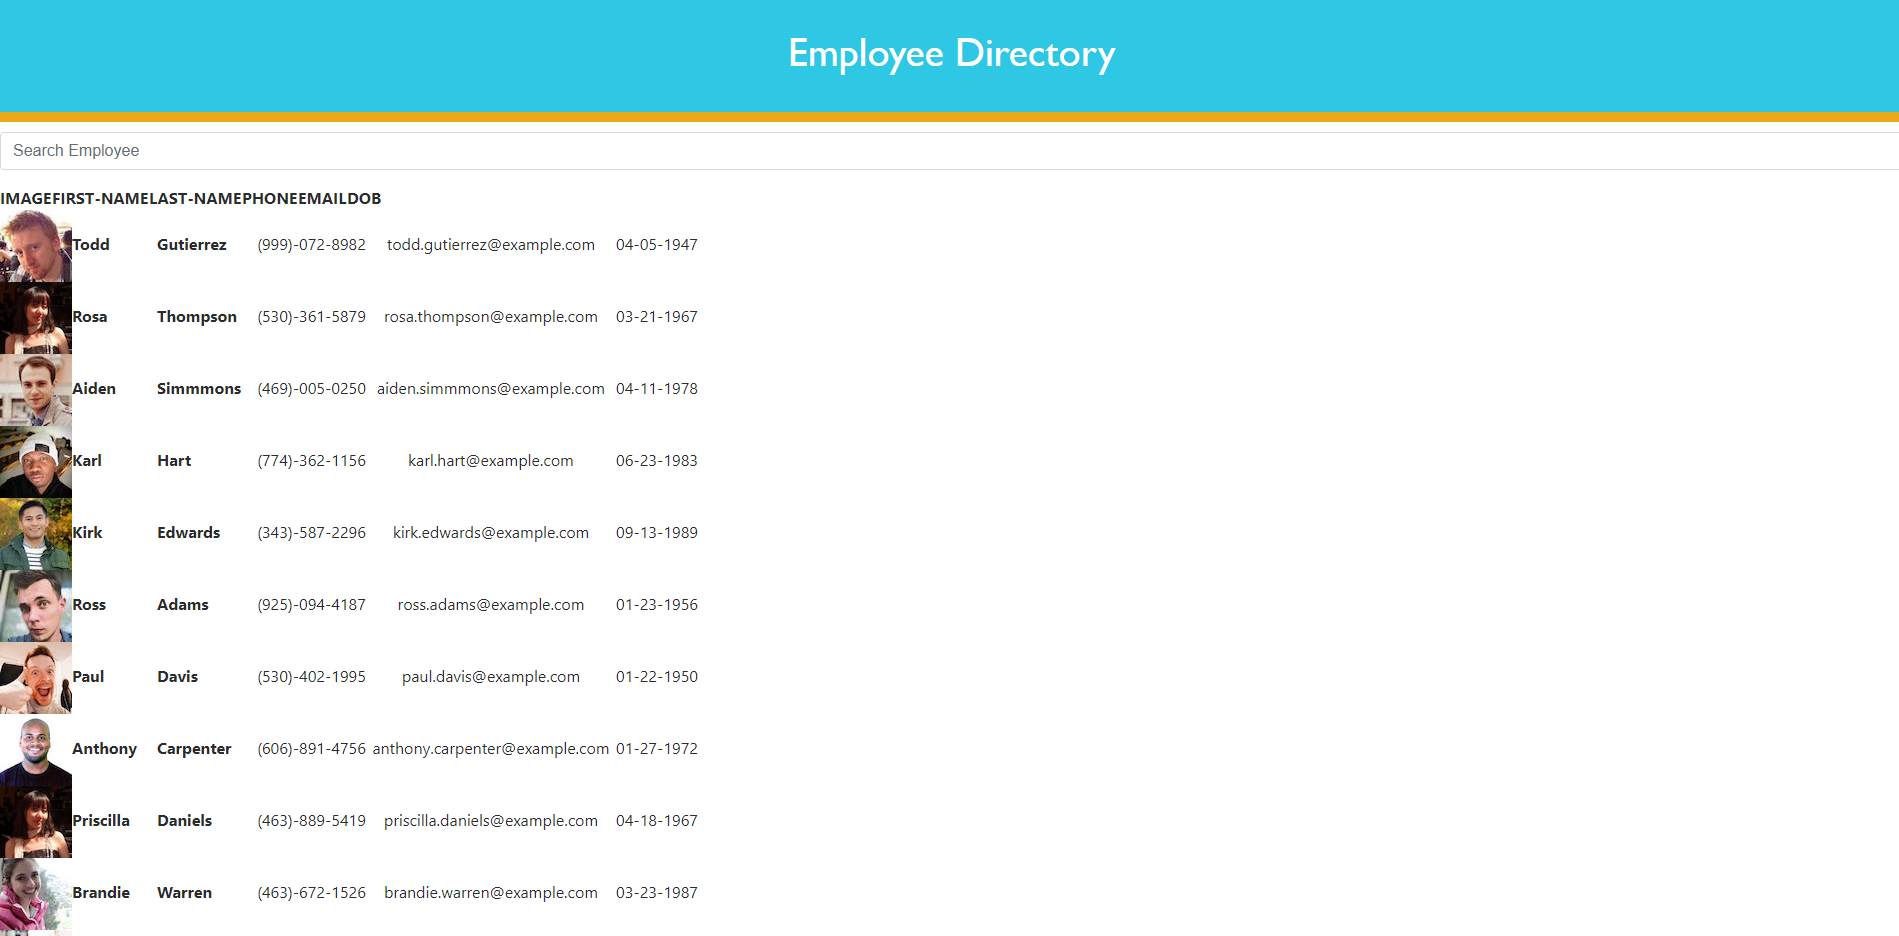 Employee Directory
Search Employee
IMAGEFIRST-NAMELAST-NAMEPHONEEMAILDOB
Todd Gutierrez (999)-072-8982 todd.gutierrez@example.com 04-05-1947
Rosa Thompson (530)-361-5879 rosa.thompson@example.com 03-21-1967
Aiden Simmmons (469)-005-0250 aiden.simmmons@example.com 04-11-1978
Karl Hart (774)-362-1156 karl.hart@example.com 06-23-1983
Kirk Edwards (343)-587-2296 kirk.edwards@example.com 09-13-1989
Ross Adams (925)-094-4187 ross.adams@example.com 01-23-1956
Paul Davis (530)-402-1995 paul.davis@example.com 01-22-1950
Anthony Carpenter (606)-891-4756 anthony.carpenter@example.com 01-27-1972
Priscilla Daniels (463)-889-5419 priscilla.daniels@example.com 04-18-1967
Brandie Warren (463)-672-1526 brandie.warren@example.com 03-23-1987